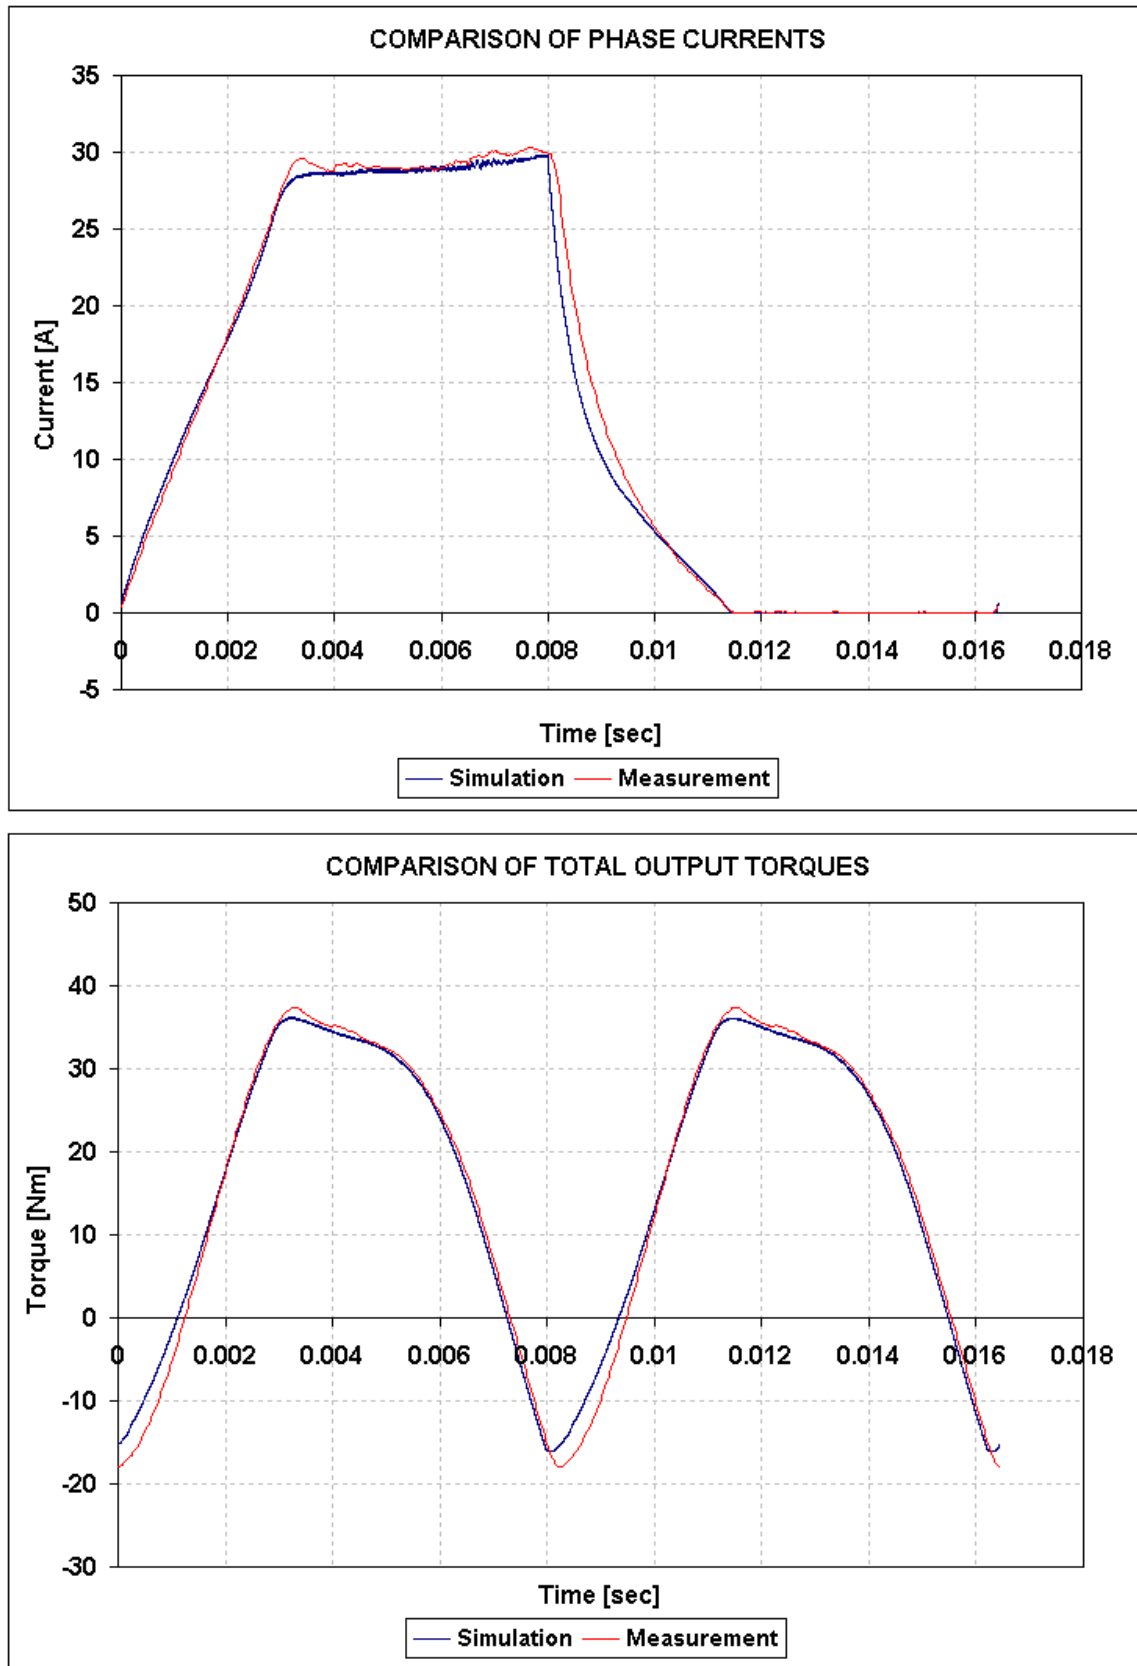 COMPARISON OF PHASE CURRENTS
35
30
25
20
15
10
5
0
-5
Current [A]
0 0.002 0.004 0.006 0.008 0.01 0.012 0.014 0.016 0.018
Time [sec]
Simulation Measurement
COMPARISON OF TOTAL OUTPUT TORQUES
50
40
30
20
10
0
-10
-20
-30
Torque [Nm]
0 0.002 0.004 0.006 0.008 0.01 0.012 0.014 0.016 0.018
Time [sec]
Simulation Measurement